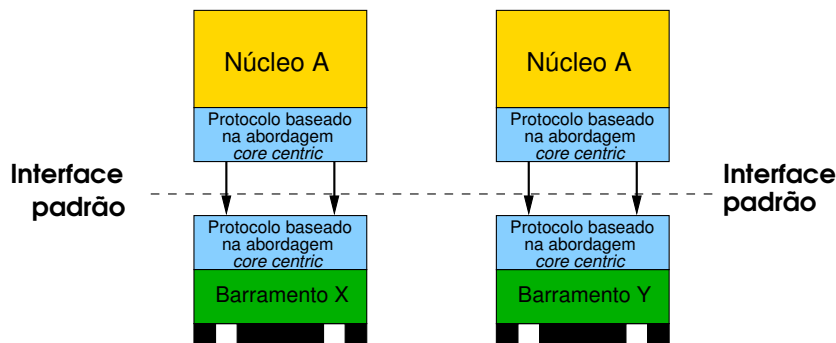 Núcleo A
Protocolo baseado
na abordagem
core centric
Núcleo A
Protocolo baseado
na abordagem
core centric
Interface
padrão
Interface
padrão
Protocolo baseado
na abordagem
core centric
Barramento X
Protocolo baseado
na abordagem
core centric
Barramento Y